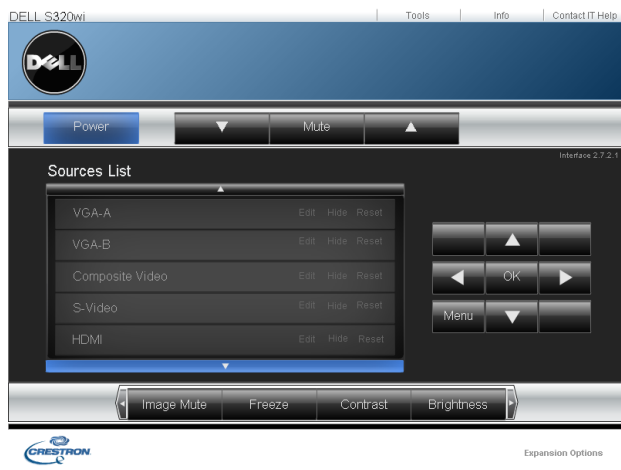 DELL S320wi Tools Info Contact IT Help
DELL
Power Mute
Interface 2.7.2.1
Sources List
VGA-A Edit Hide Reset
VGA-B Edit Hide Reset
Composite Video Edit Hide Reset
S-Video Edit Hide Reset
HDMI Edit Hide Reset
OK
Menu
Image Mute Freeze Contrast Brightness
CRESTRON Expansion Options